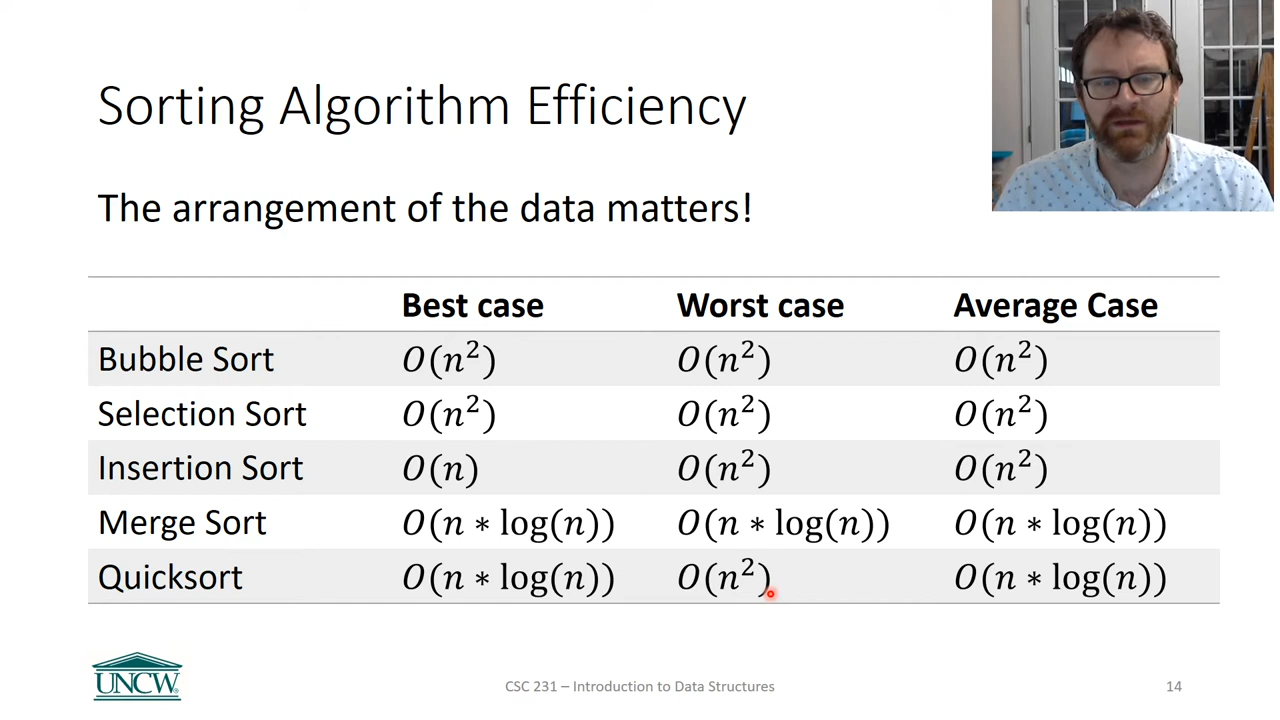 Sorting Algorithm Efficiency
The arrangement of the data matters!
Best case Worst case Average Case
Bubble Sort O(n²) O(n²) O(n²)
Selection Sort O(n²) O(n²) O(n²)
Insertion Sort O(n) O(n²) O(n²)
Merge Sort O(n ∗ log(n)) O(n ∗ log(n)) O(n ∗ log(n))
Quicksort O(n ∗ log(n)) O(n²) O(n ∗ log(n))
UNCW®
CSC 231 – Introduction to Data Structures
14